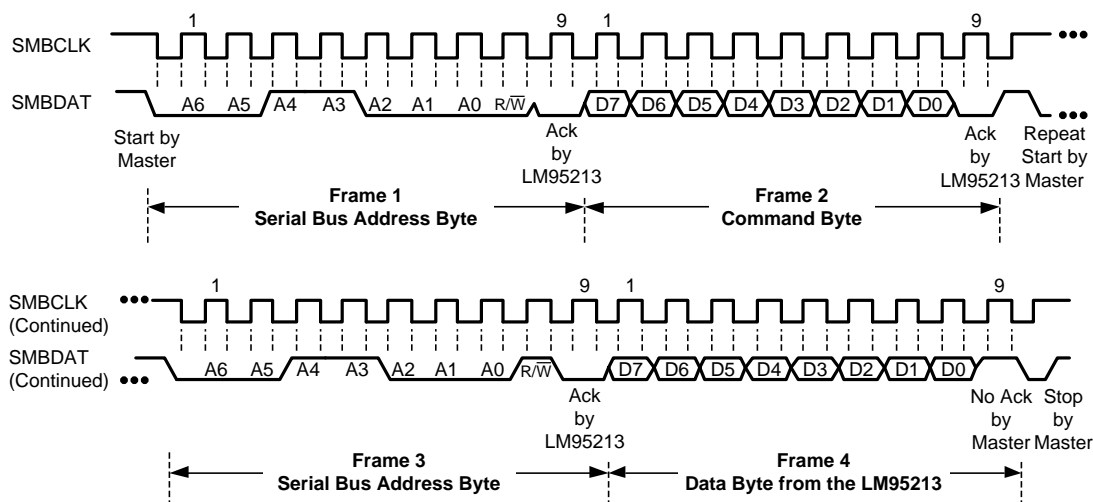 1 9 1 9
SMBCLK
SMBDAT
A6 A5 A4 A3 A2 A1 A0 R/W̅ D7 D6 D5 D4 D3 D2 D1 D0
Start by
Master
Ack
by
LM95213
Ack
by
LM95213
Repeat
Start by
Master
Frame 1
Serial Bus Address Byte
Frame 2
Command Byte
1 9 1 9
SMBCLK
(Continued)
SMBDAT
(Continued)
A6 A5 A4 A3 A2 A1 A0 R/W̅ D7 D6 D5 D4 D3 D2 D1 D0
Ack
by
LM95213
No Ack
by
Master
Stop
by
Master
Frame 3
Serial Bus Address Byte
Frame 4
Data Byte from the LM95213